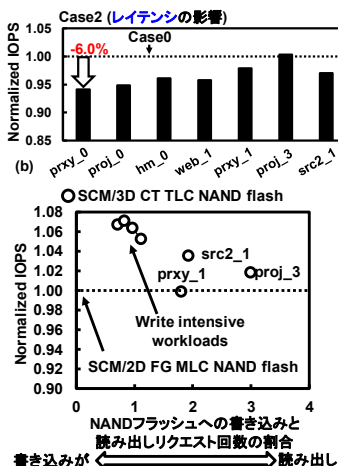 Case2 (レイテンシの影響)
Case0
-6.0%
Normalized IOPS
1.05
1.00
0.95
0.90
0.85
prxy_0
proj_0
hm_0
web_1
prxy_1
proj_3
src2_1
(b)
SCM/3D CT TLC NAND flash
Normalized IOPS
1.08
1.06
1.04
1.02
1.00
0.98
0.96
0.94
0.92
0.90
src2_1
prxy_1
proj_3
Write intensive
workloads
SCM/2D FG MLC NAND flash
0 1 2 3 4
NANDフラッシュへの書き込みと
読み出しリクエスト回数の割合
書き込みが 読み出し